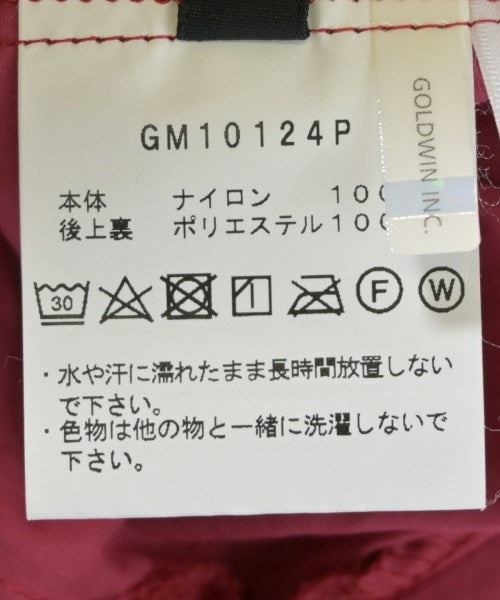 GM10124P
GOLDWIN INC.
本体 ナイロン 100
後上裏 ポリエステル100
30
F
W
・水や汗に濡れたまま長時間放置しない
で下さい。
・色物は他の物と一緒に洗濯しないで
下さい。